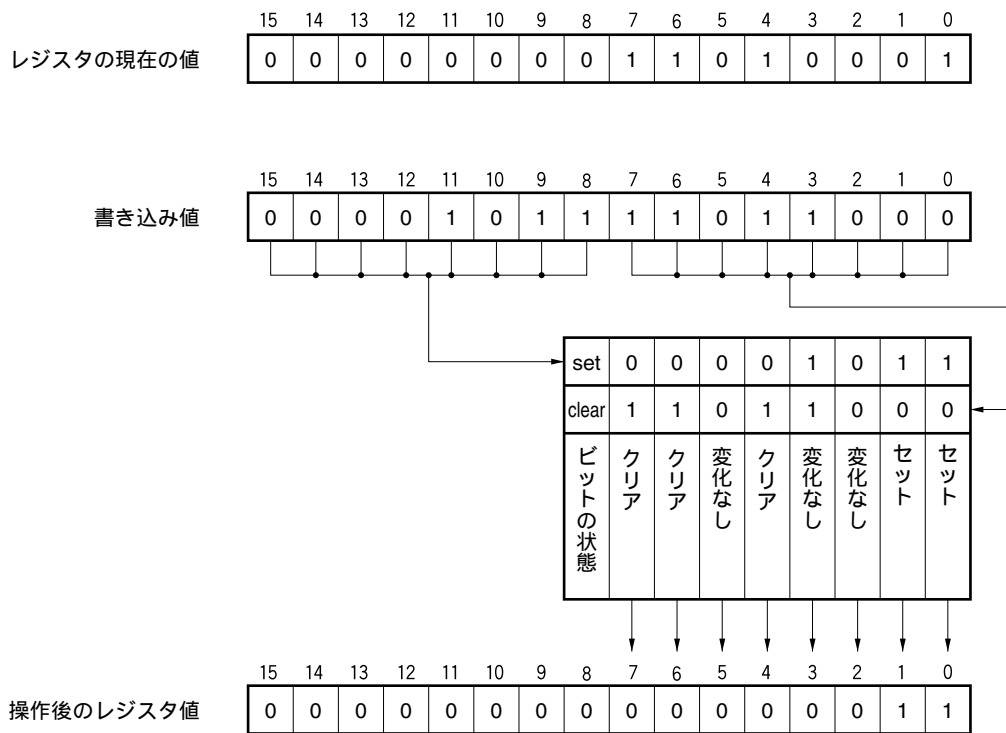 15 14 13 12 11 10 9 8 7 6 5 4 3 2 1 0
レジスタの現在の値 0 0 0 0 0 0 0 0 1 1 0 1 0 0 0 1
15 14 13 12 11 10 9 8 7 6 5 4 3 2 1 0
書き込み値 0 0 0 0 1 0 1 1 1 1 0 1 1 0 0 0
set 0 0 0 0 1 0 1 1
clear 1 1 0 1 1 0 0 0
ビットの状態 クリア クリア 変化なし クリア 変化なし 変化なし セット セット
15 14 13 12 11 10 9 8 7 6 5 4 3 2 1 0
操作後のレジスタ値 0 0 0 0 0 0 0 0 0 0 0 0 0 0 1 1